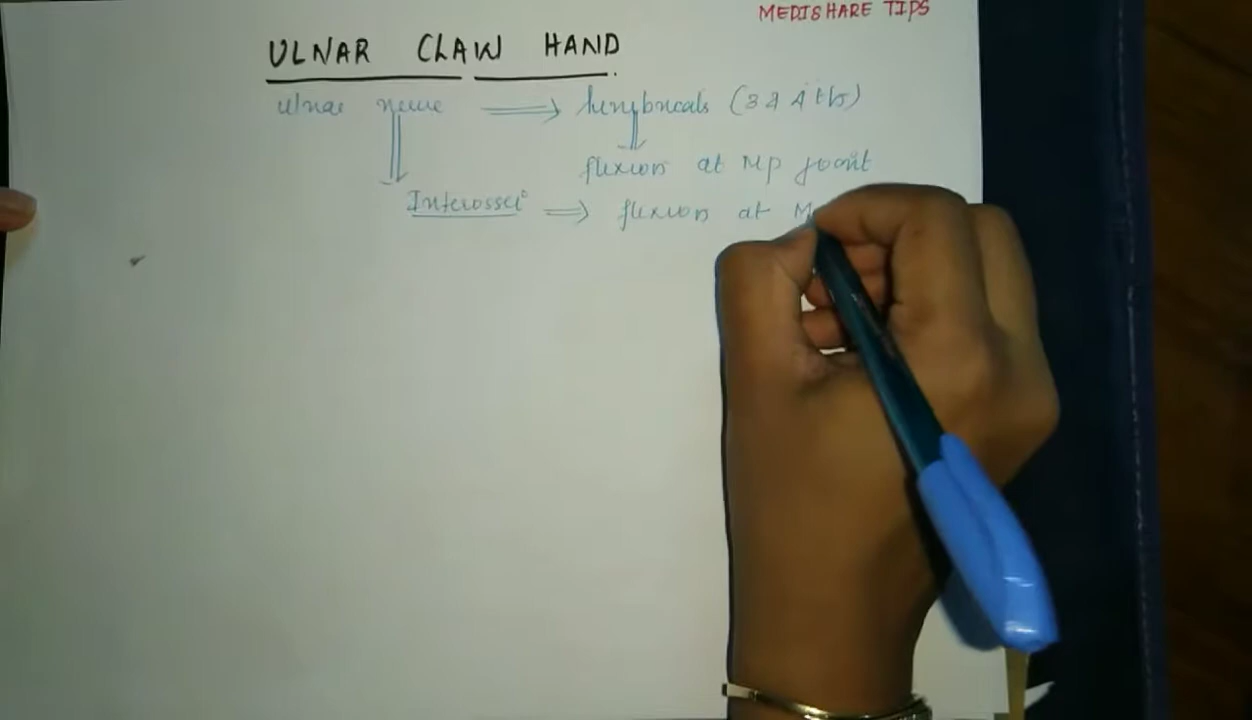 MEDISHARE TIPS
ULNAR CLAW HAND
ulnar nerve ⟹ lumbricals (3 & 4th)
flexion at MP joint
Interossei ⟹ flexion at M